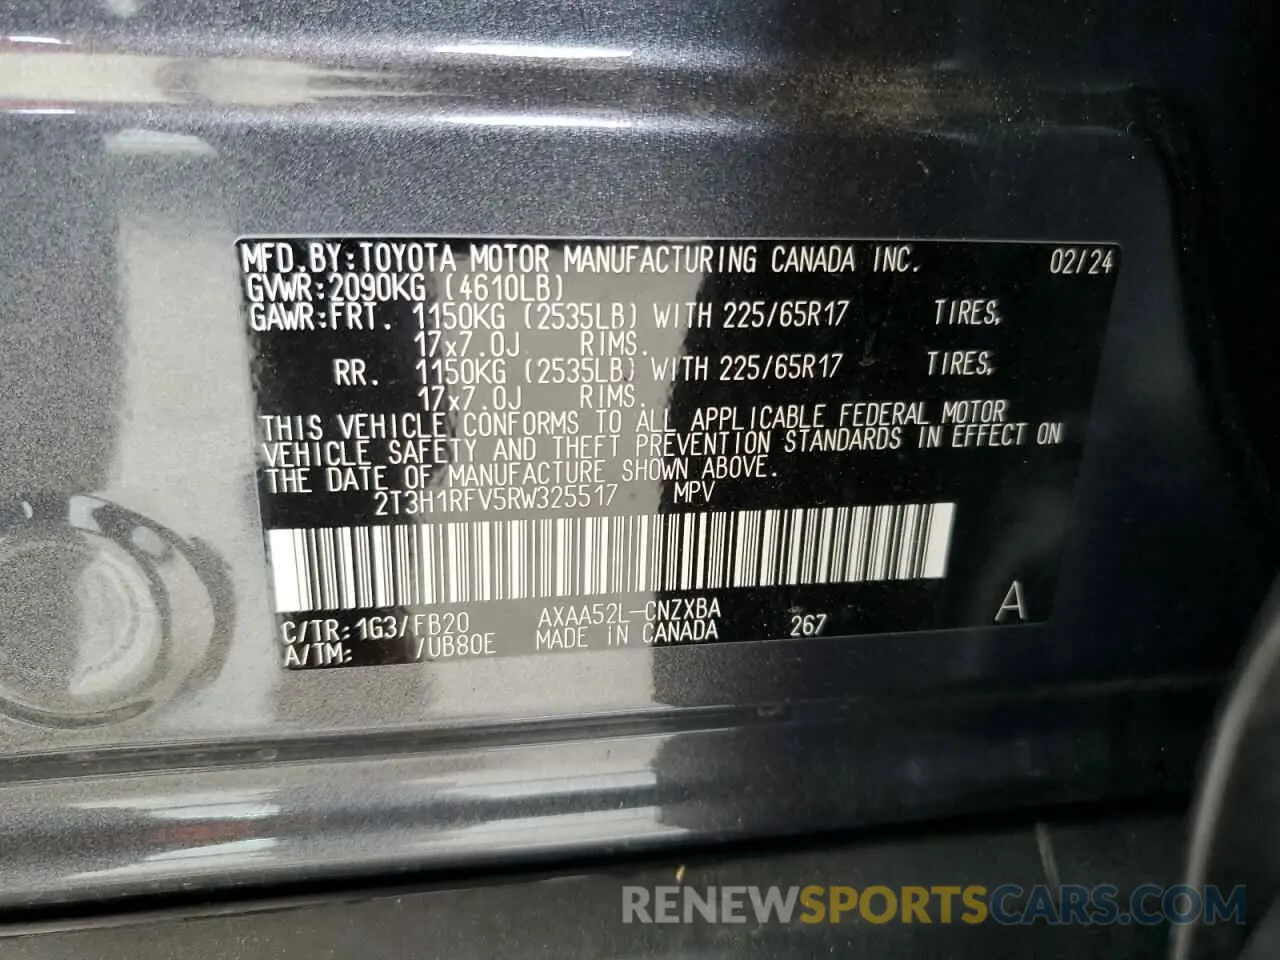 MFD.BY:TOYOTA MOTOR MANUFACTURING CANADA INC. 02/24
GVWR:2090KG (4610LB)
GAWR:FRT. 1150KG (2535LB) WITH 225/65R17 TIRES,
17x7.0J RIMS.
RR. 1150KG (2535LB) WITH 225/65R17 TIRES,
17x7.0J RIMS.
THIS VEHICLE CONFORMS TO ALL APPLICABLE FEDERAL MOTOR
VEHICLE SAFETY AND THEFT PREVENTION STANDARDS IN EFFECT ON
THE DATE OF MANUFACTURE SHOWN ABOVE.
2T3H1RFV5RW325517 MPV
C/TR:1G3/FB20 AXAA52L-CNZXBA
A/TM: /UB80E MADE IN CANADA 267 A
RENEWSPORTSCARS.COM